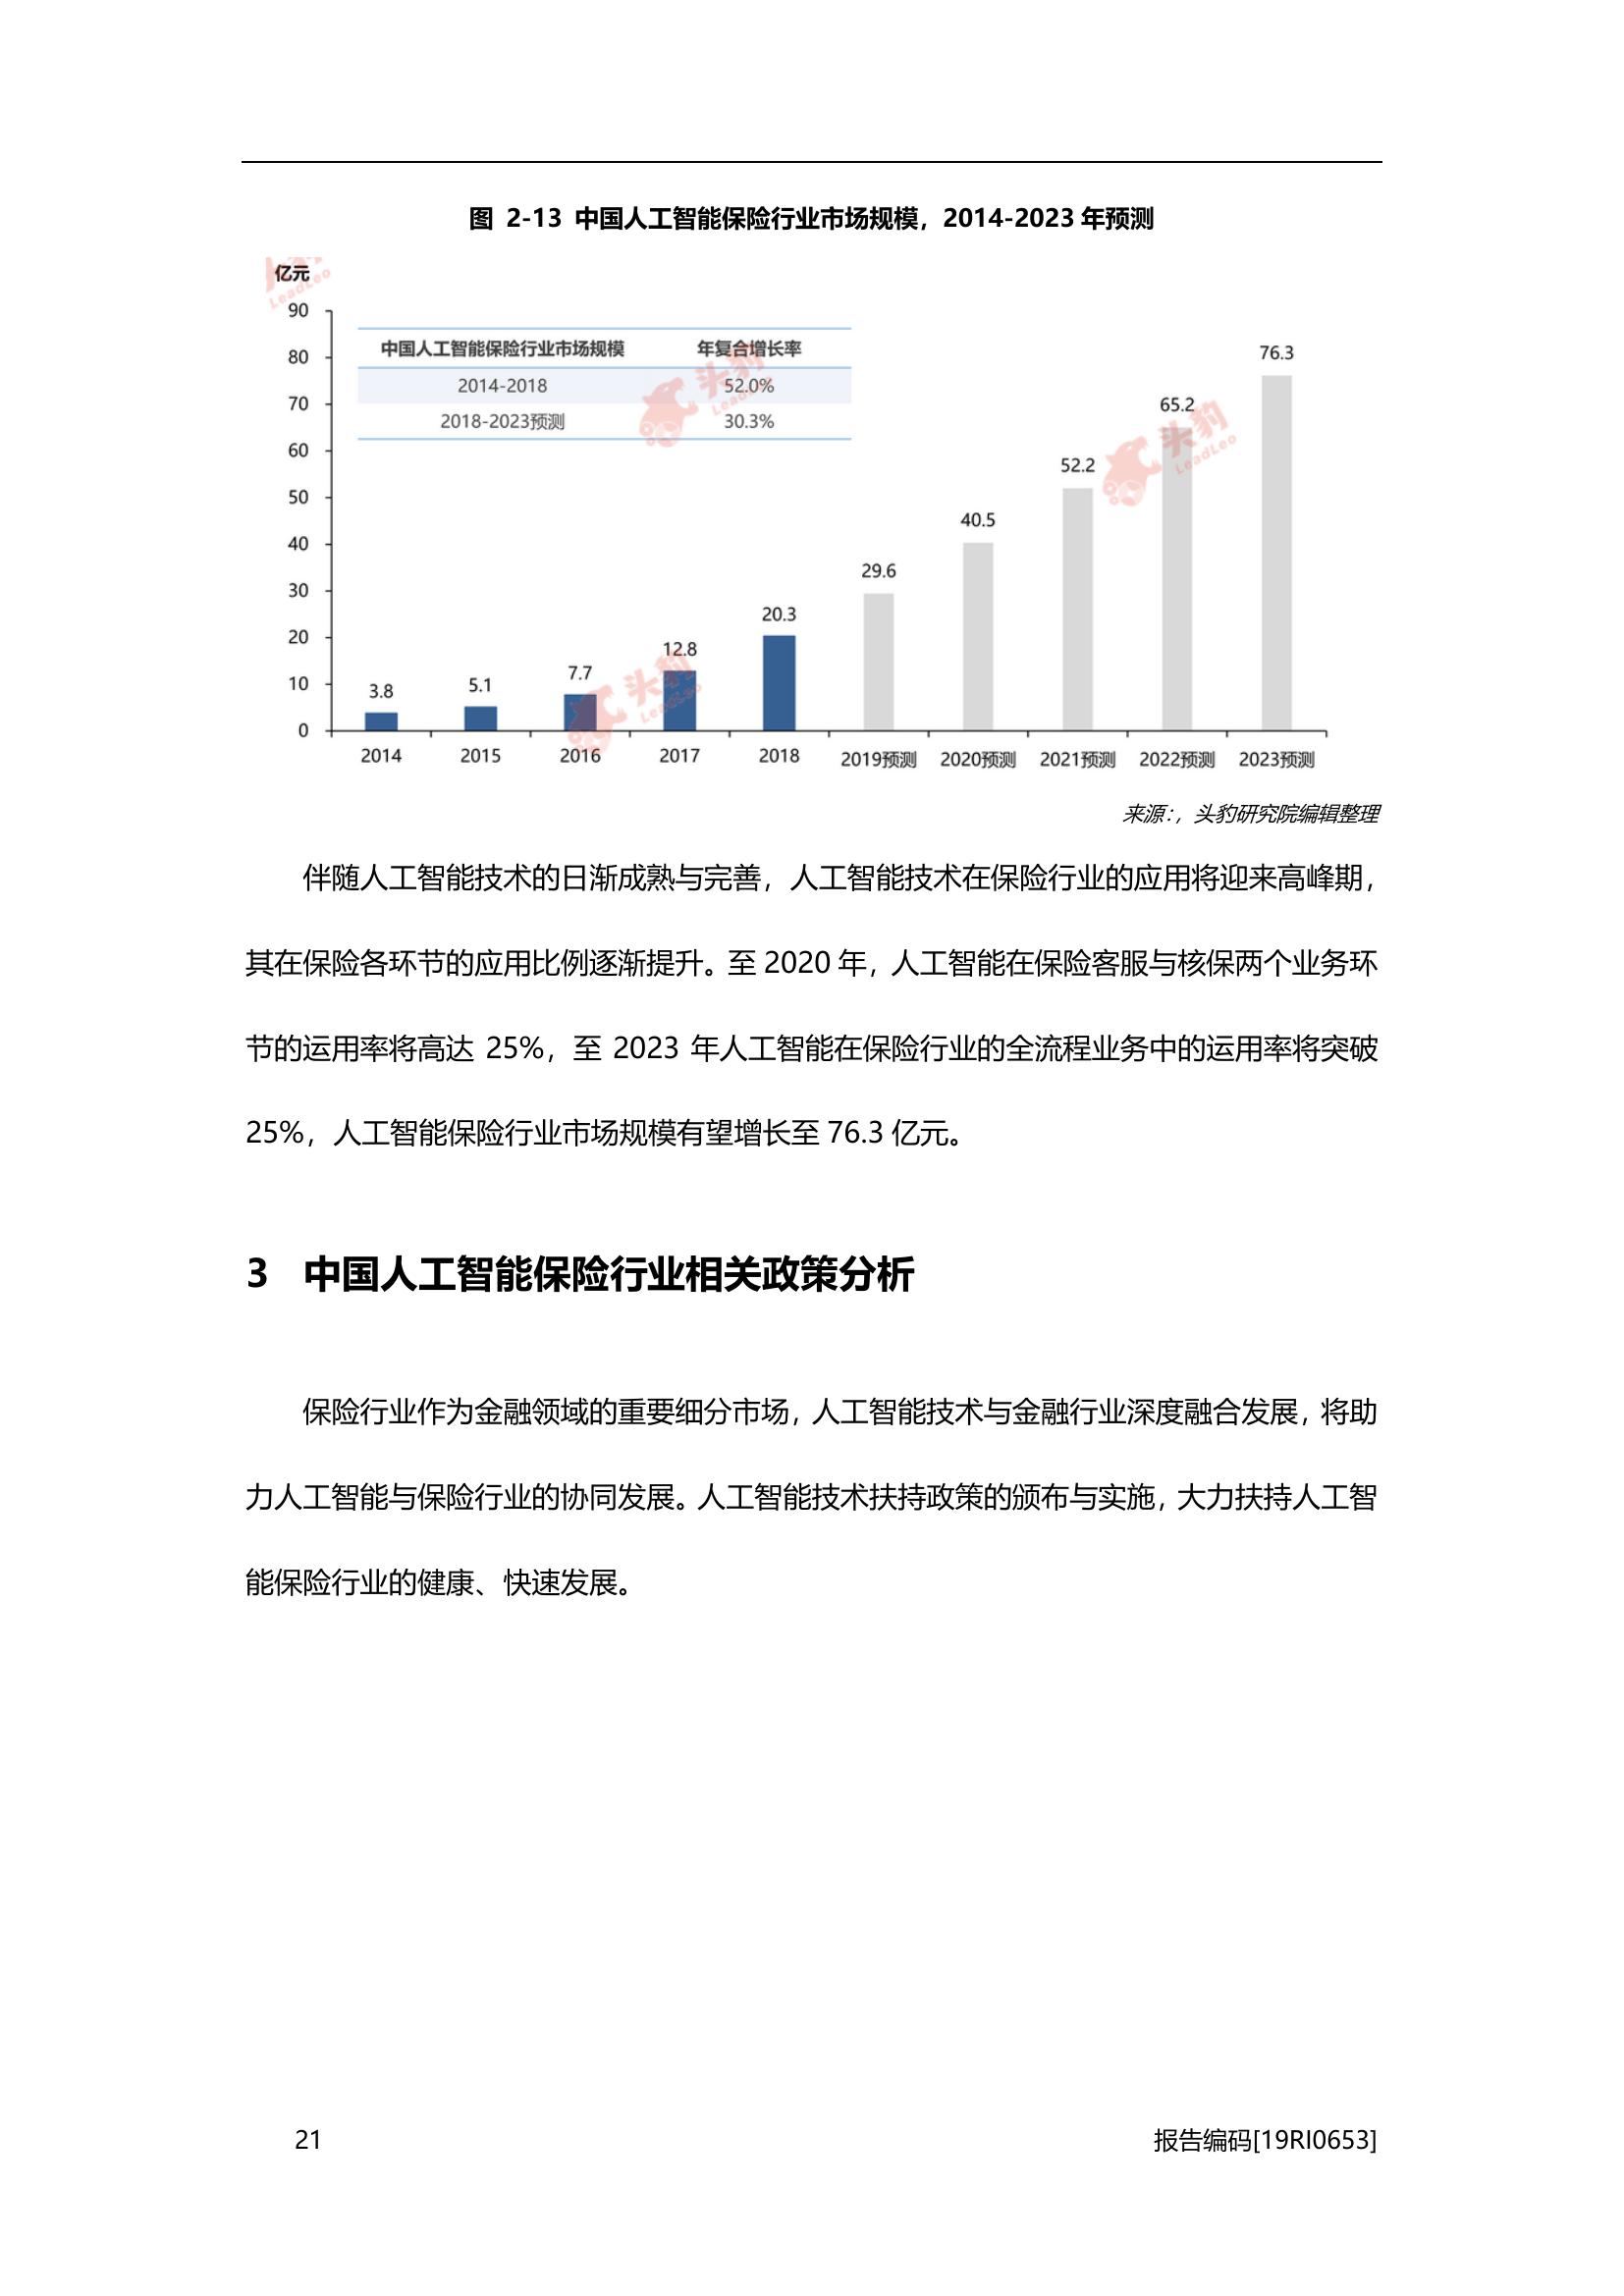 图 2-13 中国人工智能保险行业市场规模，2014-2023年预测
亿元
90
80
70
60
50
40
30
20
10
0
中国人工智能保险行业市场规模 年复合增长率
2014-2018 52.0%
2018-2023预测 30.3%
3.8
5.1
7.7
12.8
20.3
29.6
40.5
52.2
65.2
76.3
2014 2015 2016 2017 2018 2019预测 2020预测 2021预测 2022预测 2023预测
LeadLeo
头豹
LeadLeo
头豹
LeadLeo
头豹
LeadLeo
来源：，头豹研究院编辑整理
伴随人工智能技术的日渐成熟与完善，人工智能技术在保险行业的应用将迎来高峰期，
其在保险各环节的应用比例逐渐提升。至2020年，人工智能在保险客服与核保两个业务环
节的运用率将高达 25%，至 2023 年人工智能在保险行业的全流程业务中的运用率将突破
25%，人工智能保险行业市场规模有望增长至76.3亿元。
3 中国人工智能保险行业相关政策分析
保险行业作为金融领域的重要细分市场，人工智能技术与金融行业深度融合发展，将助
力人工智能与保险行业的协同发展。人工智能技术扶持政策的颁布与实施，大力扶持人工智
能保险行业的健康、快速发展。
21 报告编码[19RI0653]